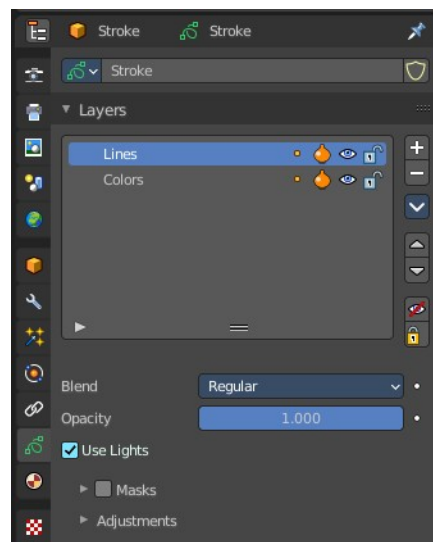 Stroke Stroke
Stroke
Layers
Lines
Colors
Blend Regular
Opacity 1.000
Use Lights
Masks
Adjustments